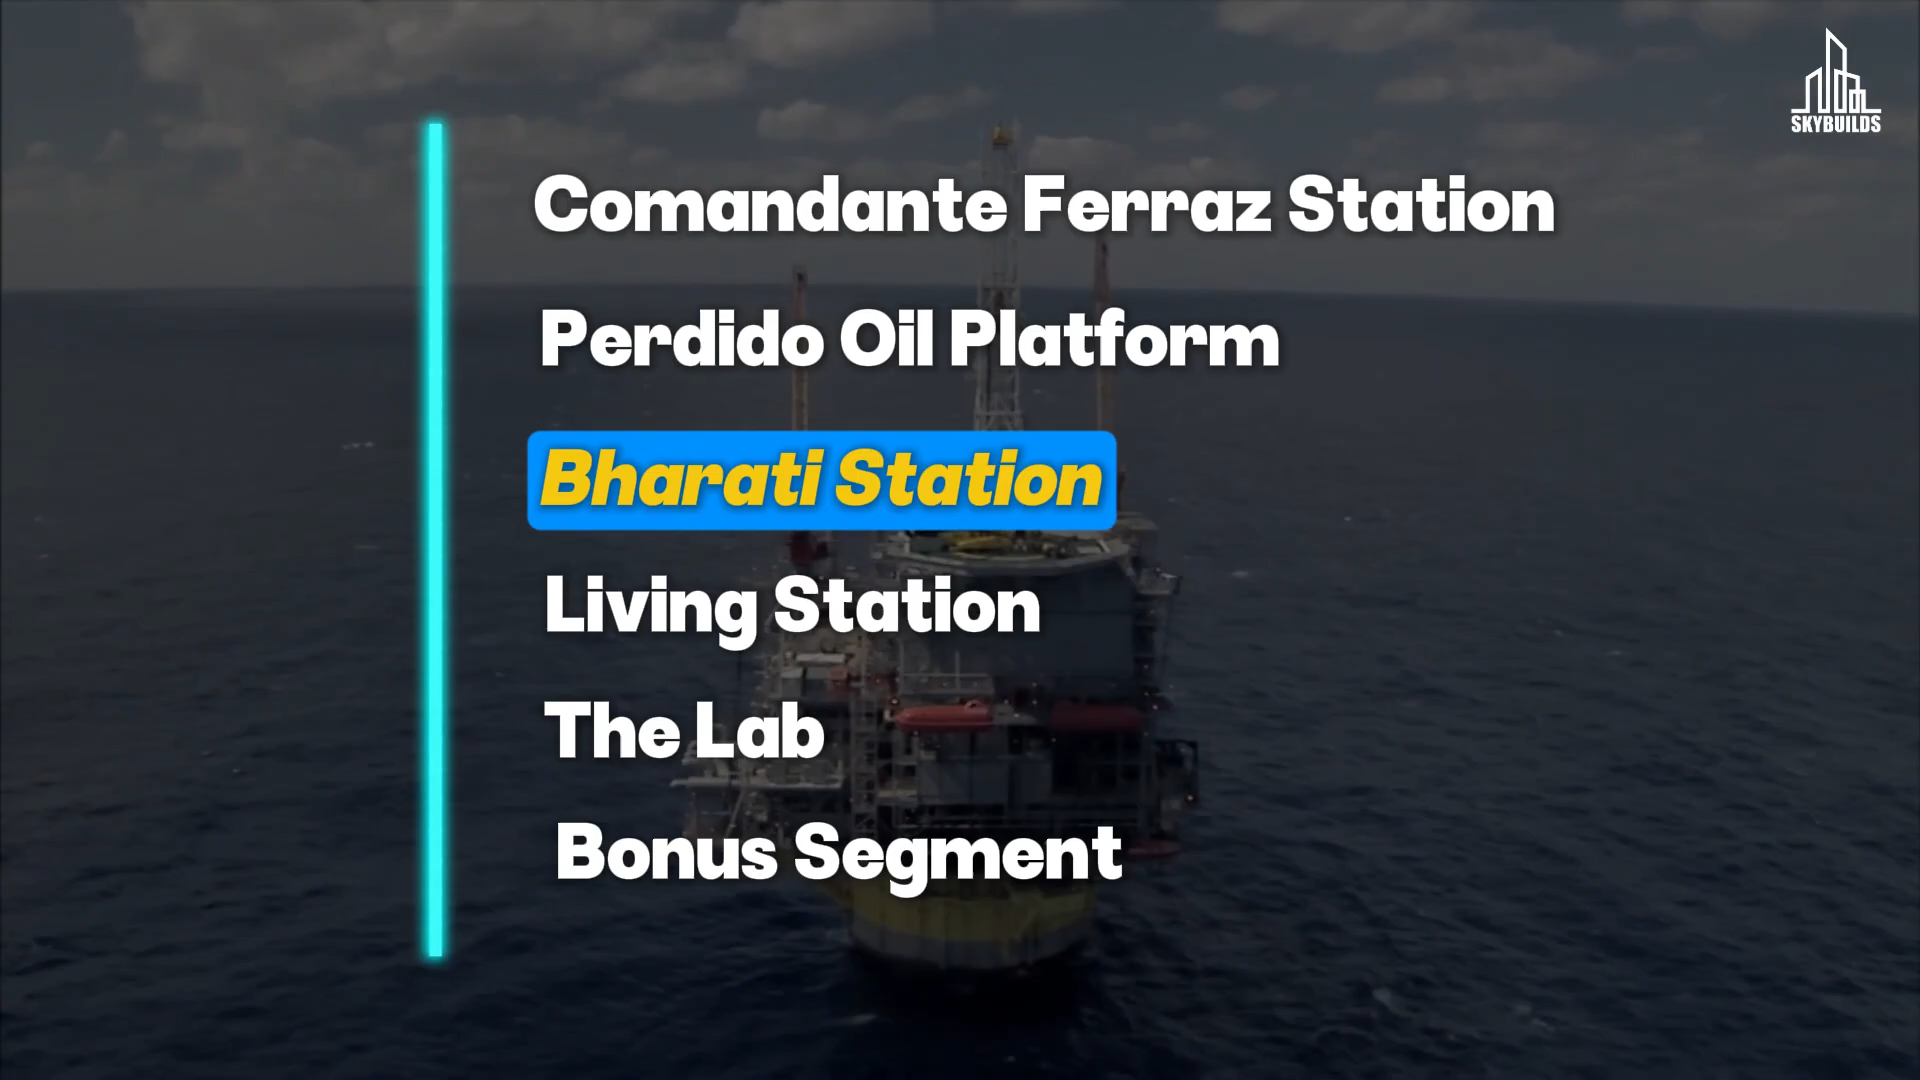 SKYBUILDS
Comandante Ferraz Station
Perdido Oil Platform
Bharati Station
Living Station
The Lab
Bonus Segment